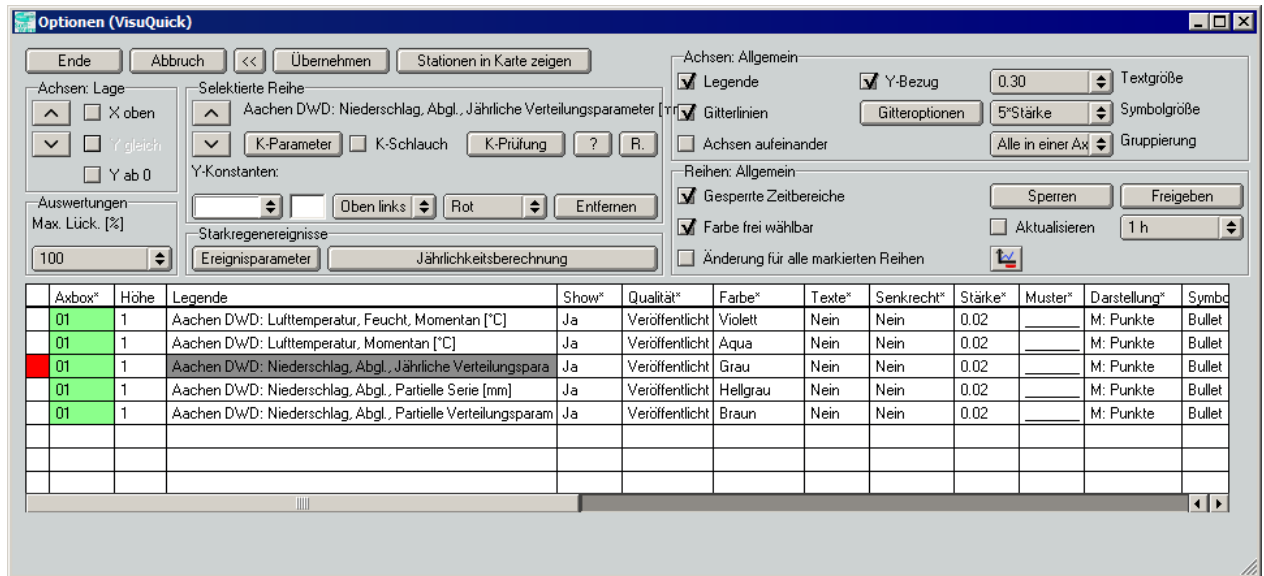 Optionen (VisuQuick)
Ende Abbruch << Übernehmen Stationen in Karte zeigen
Achsen: Lage
X oben
Y gleich
Y ab 0
Auswertungen
Max. Lück. [%]
100
Selektierte Reihe
Aachen DWD: Niederschlag, Abgl., Jährliche Verteilungsparameter [
K-Parameter K-Schlauch K-Prüfung ? R.
Y-Konstanten:
Oben links Rot Entfernen
Starkregenereignisse
Ereignisparameter Jährlichkeitsberechnung
Achsen: Allgemein
Legende Y-Bezug 0.30 Textgröße
Gitterlinien Gitteroptionen 5*Stärke Symbolgröße
Achsen aufeinander Alle in einer Ax Gruppierung
Reihen: Allgemein
Gesperrte Zeitbereiche Sperren Freigeben
Farbe frei wählbar Aktualisieren 1 h
Änderung für alle markierten Reihen
Axbox* Höhe Legende Show* Qualität* Farbe* Texte* Senkrecht* Stärke* Muster* Darstellung* Symbo
01 1 Aachen DWD: Lufttemperatur, Feucht, Momentan [°C] Ja Veröffentlicht Violett Nein Nein 0.02 M: Punkte Bullet
01 1 Aachen DWD: Lufttemperatur, Momentan [°C] Ja Veröffentlicht Aqua Nein Nein 0.02 M: Punkte Bullet
01 1 Aachen DWD: Niederschlag, Abgl., Jährliche Verteilungspara Ja Veröffentlicht Grau Nein Nein 0.02 M: Punkte Bullet
01 1 Aachen DWD: Niederschlag, Abgl., Partielle Serie [mm] Ja Veröffentlicht Hellgrau Nein Nein 0.02 M: Punkte Bullet
01 1 Aachen DWD: Niederschlag, Abgl., Partielle Verteilungsparam Ja Veröffentlicht Braun Nein Nein 0.02 M: Punkte Bullet